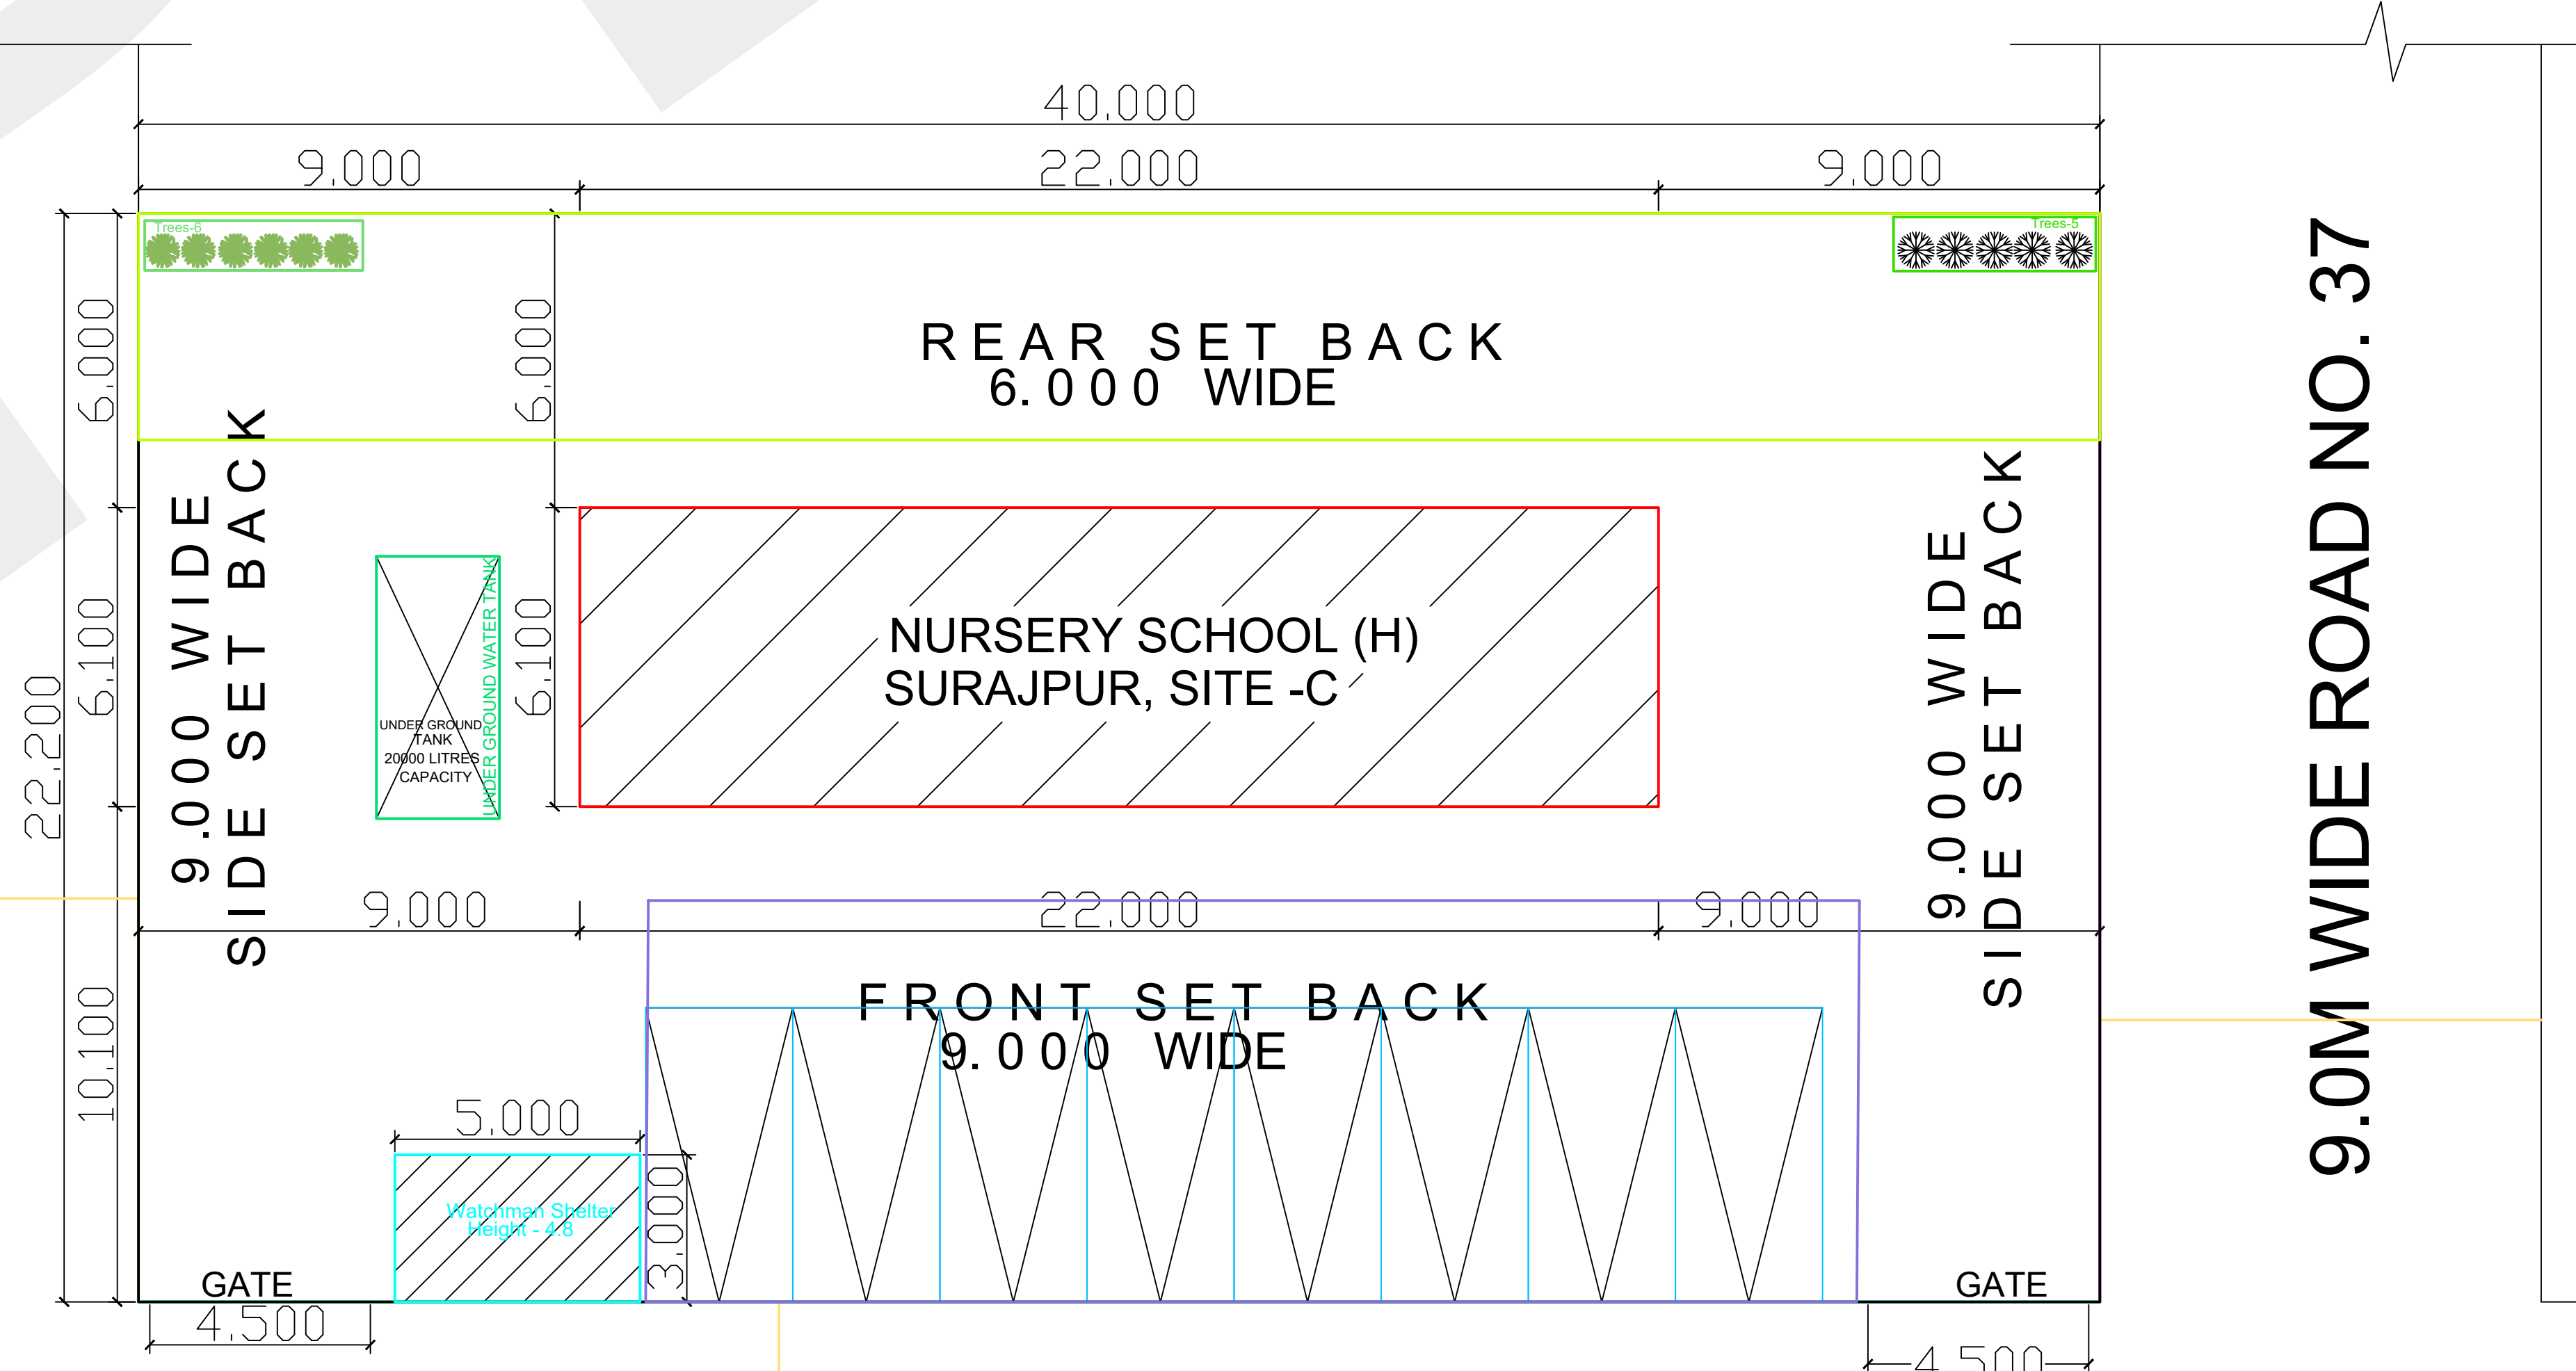 40.000
9.000
22.000
9.000
Trees-6
Trees-5
6.000
6.000
REAR SET BACK
6.000 WIDE
9.000 WIDE
SIDE SET BACK
22.200
6.100
6.100
UNDER GROUND
TANK
20000 LITRES
CAPACITY
UNDER GROUND WATER TANK
NURSERY SCHOOL (H)
SURAJPUR, SITE -C
9.000 WIDE
SIDE SET BACK
9.0M WIDE ROAD NO. 37
9.000
22.000
9.000
10.100
FRONT SET BACK
9.000 WIDE
5.000
3.000
Watchman Shelter
Height - 4.8
GATE
4.500
GATE
4.500